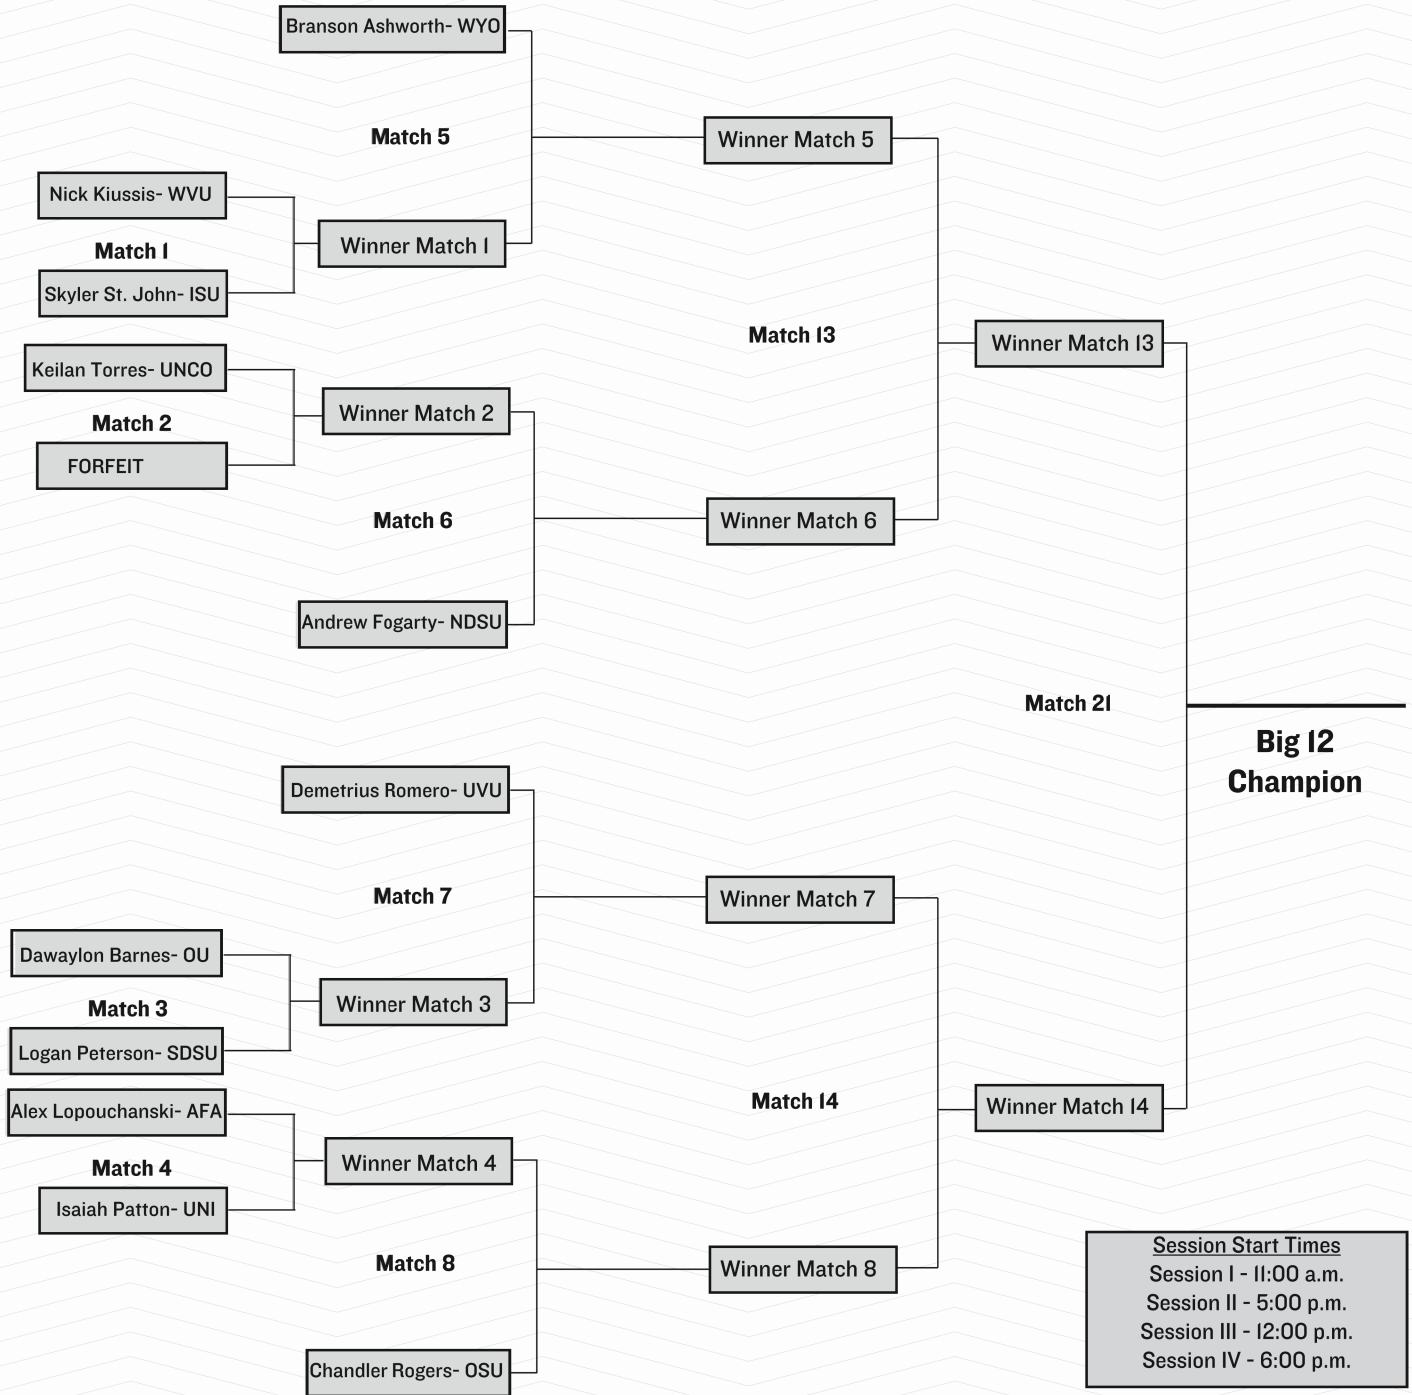 Branson Ashworth- WYO
Match 5
Winner Match 5
Nick Kiussis- WVU
Match 1
Winner Match 1
Skyler St. John- ISU
Match 13
Winner Match 13
Keilan Torres- UNCO
Match 2
Winner Match 2
FORFEIT
Match 6
Winner Match 6
Andrew Fogarty- NDSU
Match 21
Big 12
Champion
Demetrius Romero- UVU
Match 7
Winner Match 7
Dawaylon Barnes- OU
Match 3
Winner Match 3
Logan Peterson- SDSU
Alex Lopouchanski- AFA
Match 14
Winner Match 14
Match 4
Winner Match 4
Isaiah Patton- UNI
Match 8
Winner Match 8
Chandler Rogers- OSU
Session Start Times
Session I - 11:00 a.m.
Session II - 5:00 p.m.
Session III - 12:00 p.m.
Session IV - 6:00 p.m.